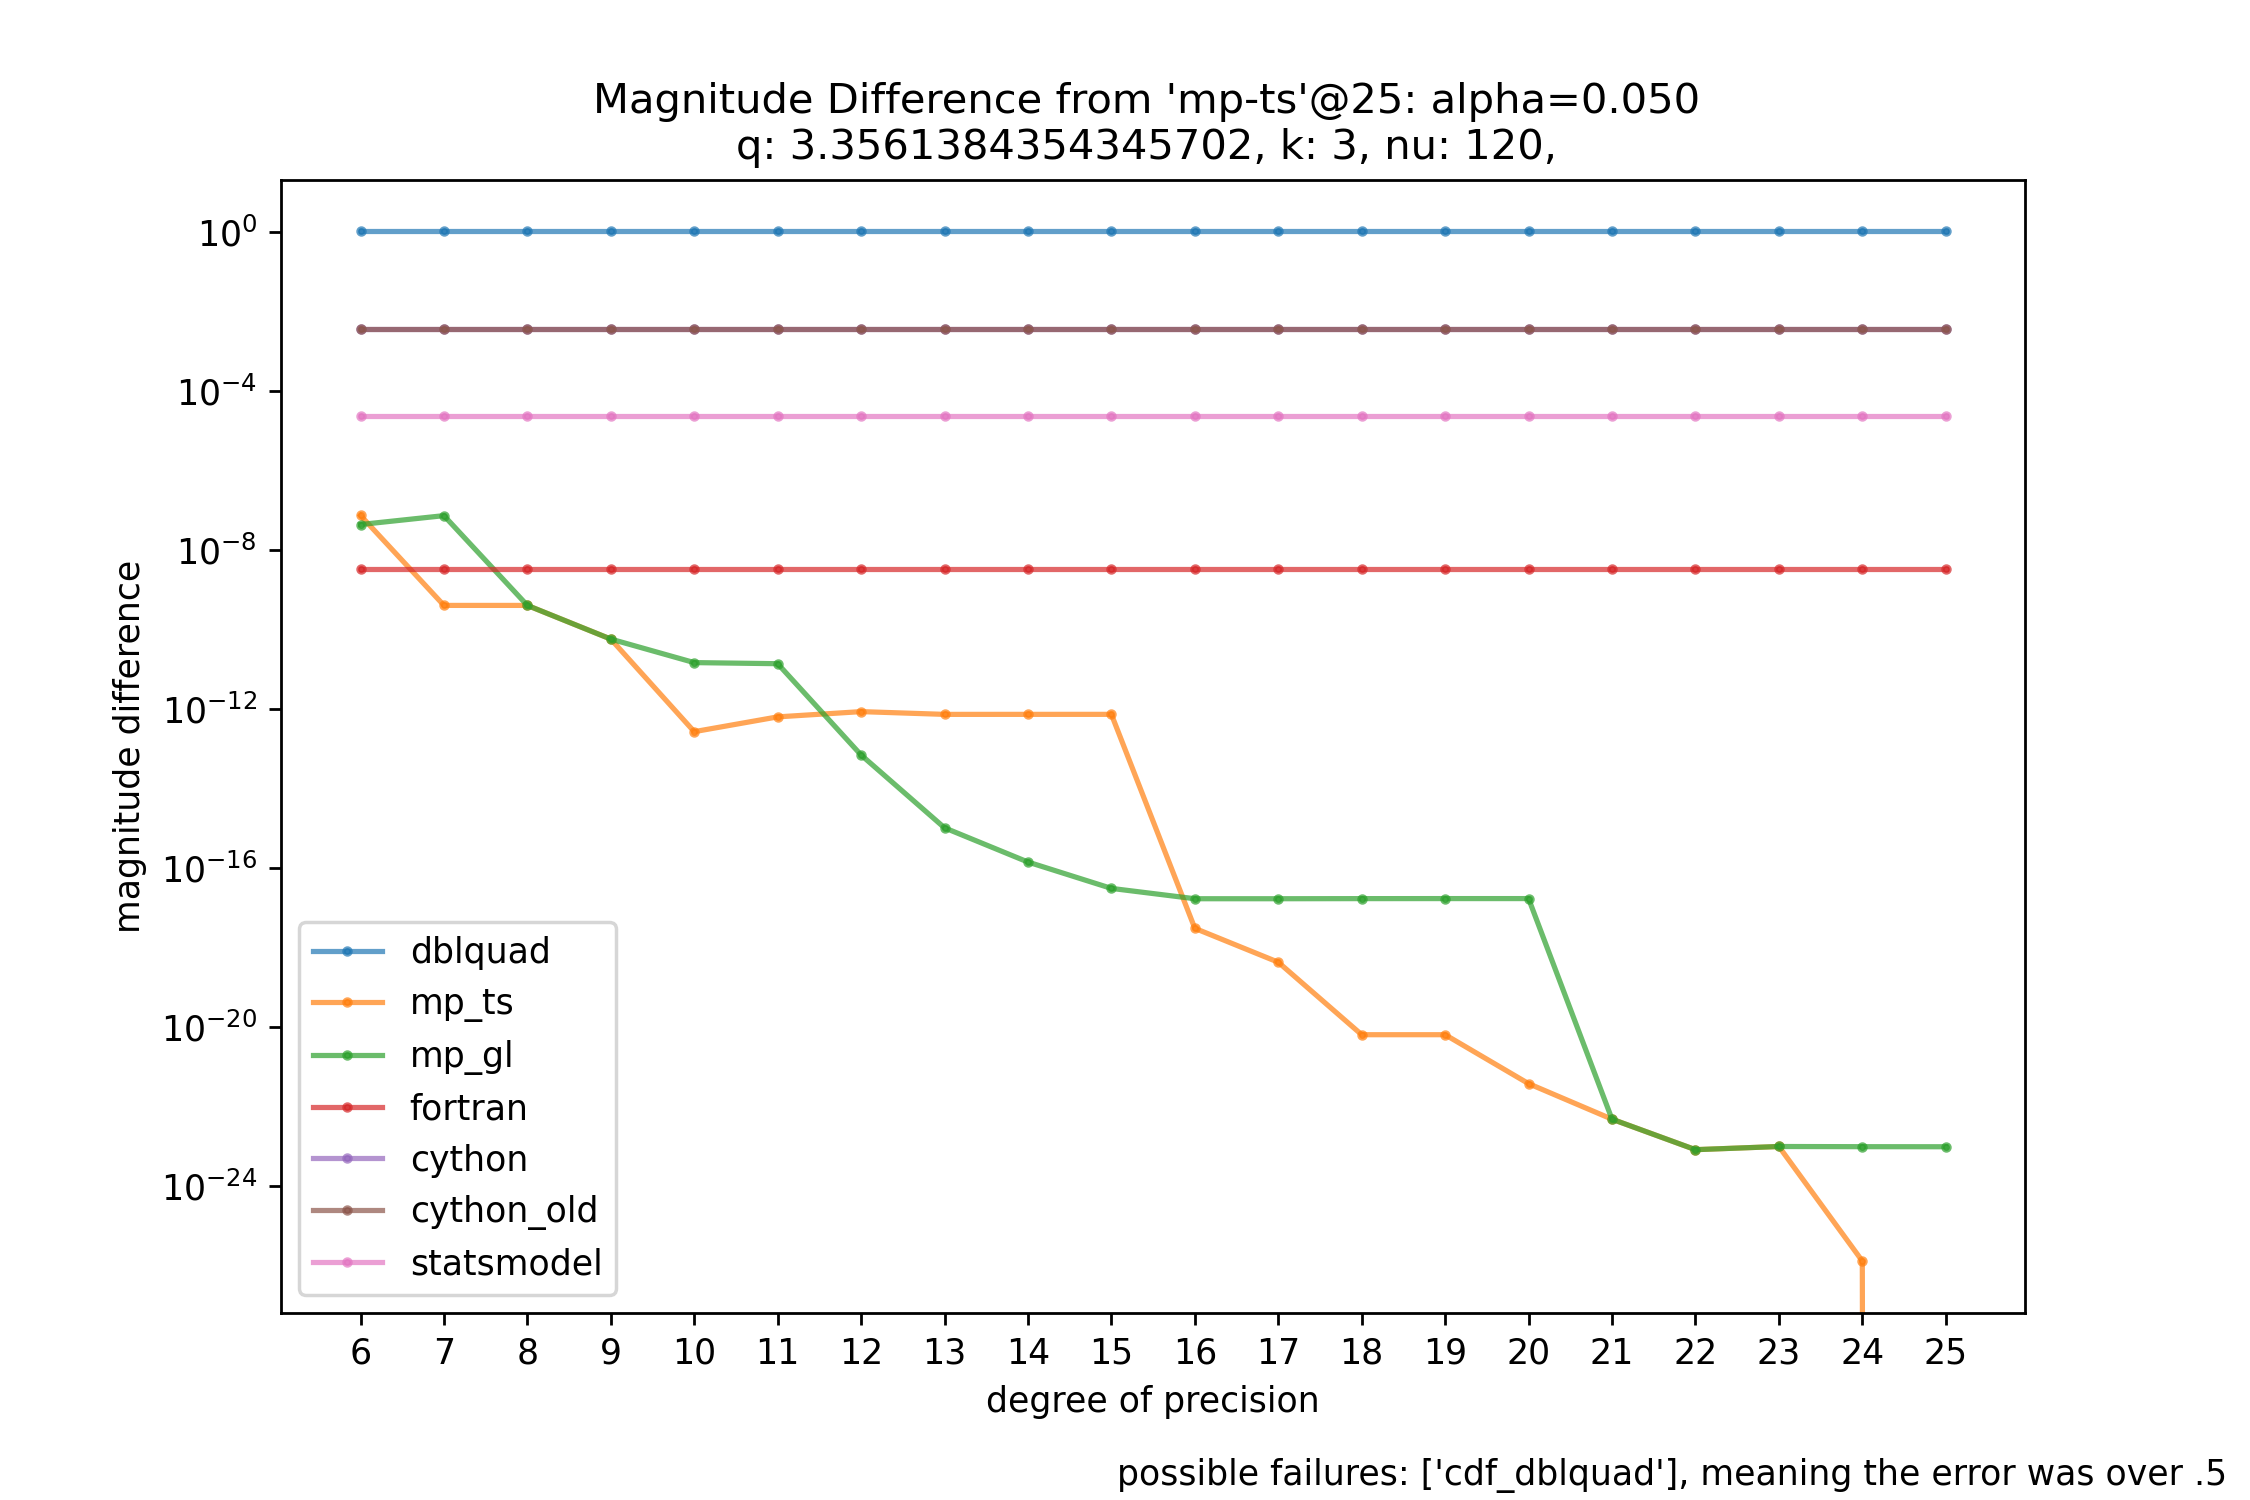 Magnitude Difference from 'mp-ts'@25: alpha=0.050
q: 3.3561384354345702, k: 3, nu: 120,
magnitude difference
10⁰
10⁻⁴
10⁻⁸
10⁻¹²
10⁻¹⁶
10⁻²⁰
10⁻²⁴
dblquad
mp_ts
mp_gl
fortran
cython
cython_old
statsmodel
6 7 8 9 10 11 12 13 14 15 16 17 18 19 20 21 22 23 24 25
degree of precision
possible failures: ['cdf_dblquad'], meaning the error was over .5